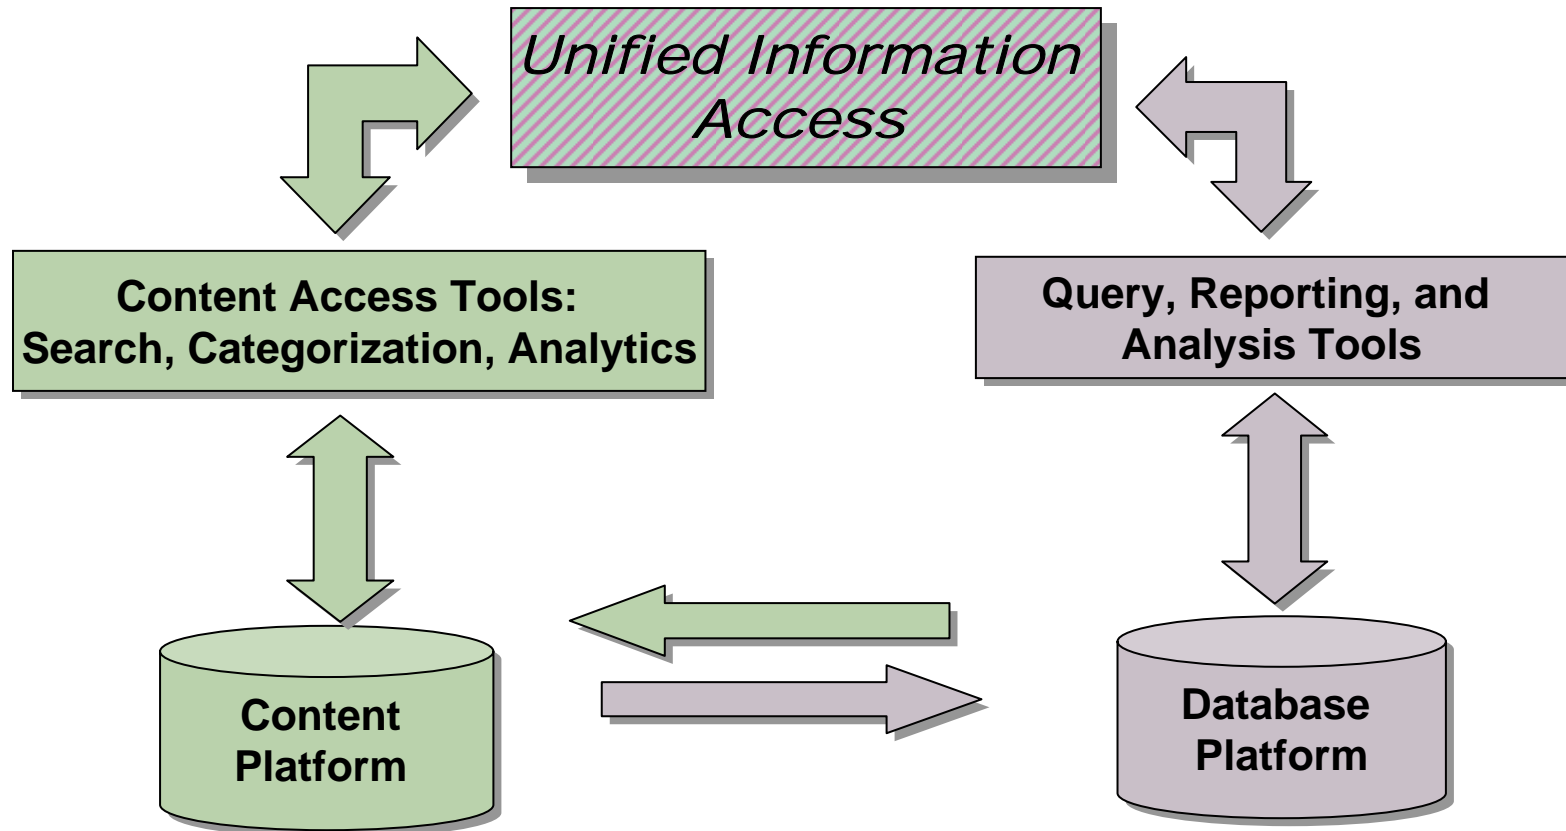 Unified Information
Access
Content Access Tools:
Search, Categorization, Analytics
Query, Reporting, and
Analysis Tools
Content
Platform
Database
Platform